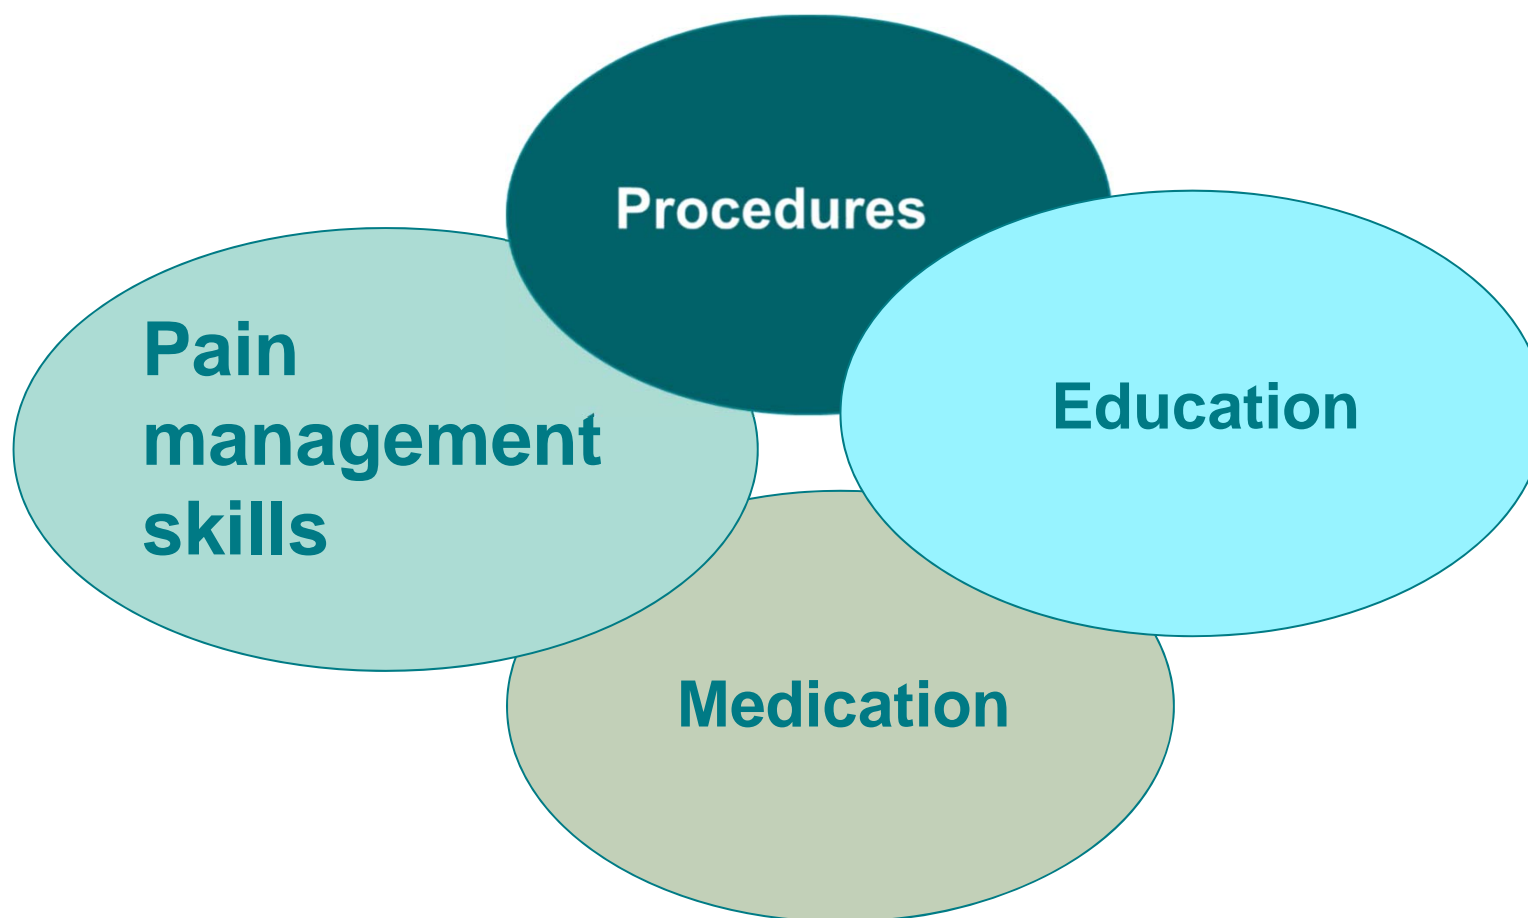 Procedures
Pain
management
skills
Education
Medication